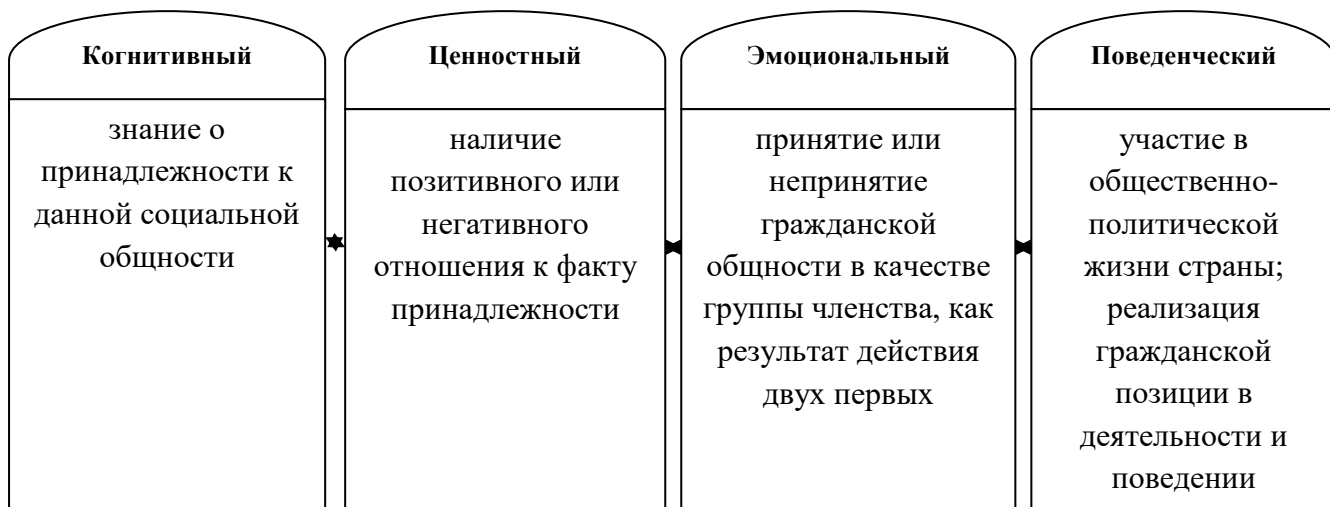 Когнитивный
знание о
принадлежности к
данной социальной
общности
Ценностный
наличие
позитивного или
негативного
отношения к факту
принадлежности
Эмоциональный
принятие или
непринятие
гражданской
общности в качестве
группы членства, как
результат действия
двух первых
Поведенческий
участие в
общественно-
политической
жизни страны;
реализация
гражданской
позиции в
деятельности и
поведении